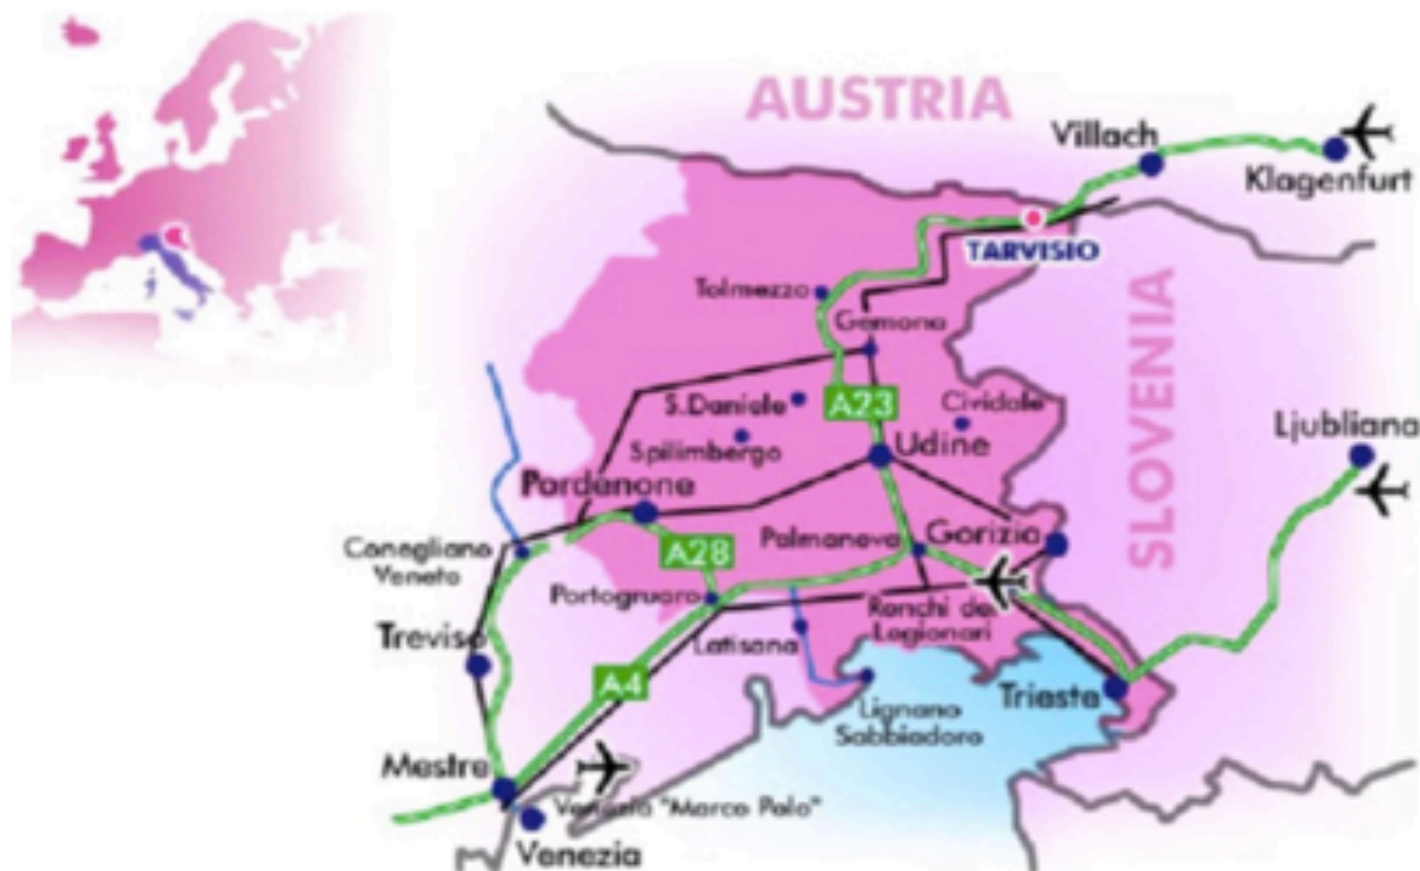 AUSTRIA
Villach
Klagenfurt
TARVISIO
Tolmezzo
Gemona
SLOVENIA
S.Daniele
A23
Cividale
Ljubliana
Spilimbergo
Udine
Pordenone
Conegliano
Veneto
A28
Palmanova
Gorizia
Portogruaro
Ronchi dei
Legionari
Treviso
Latisana
A4
Trieste
Lignano
Sabbiadoro
Mestre
Venezia "Marco Polo"
Venezia